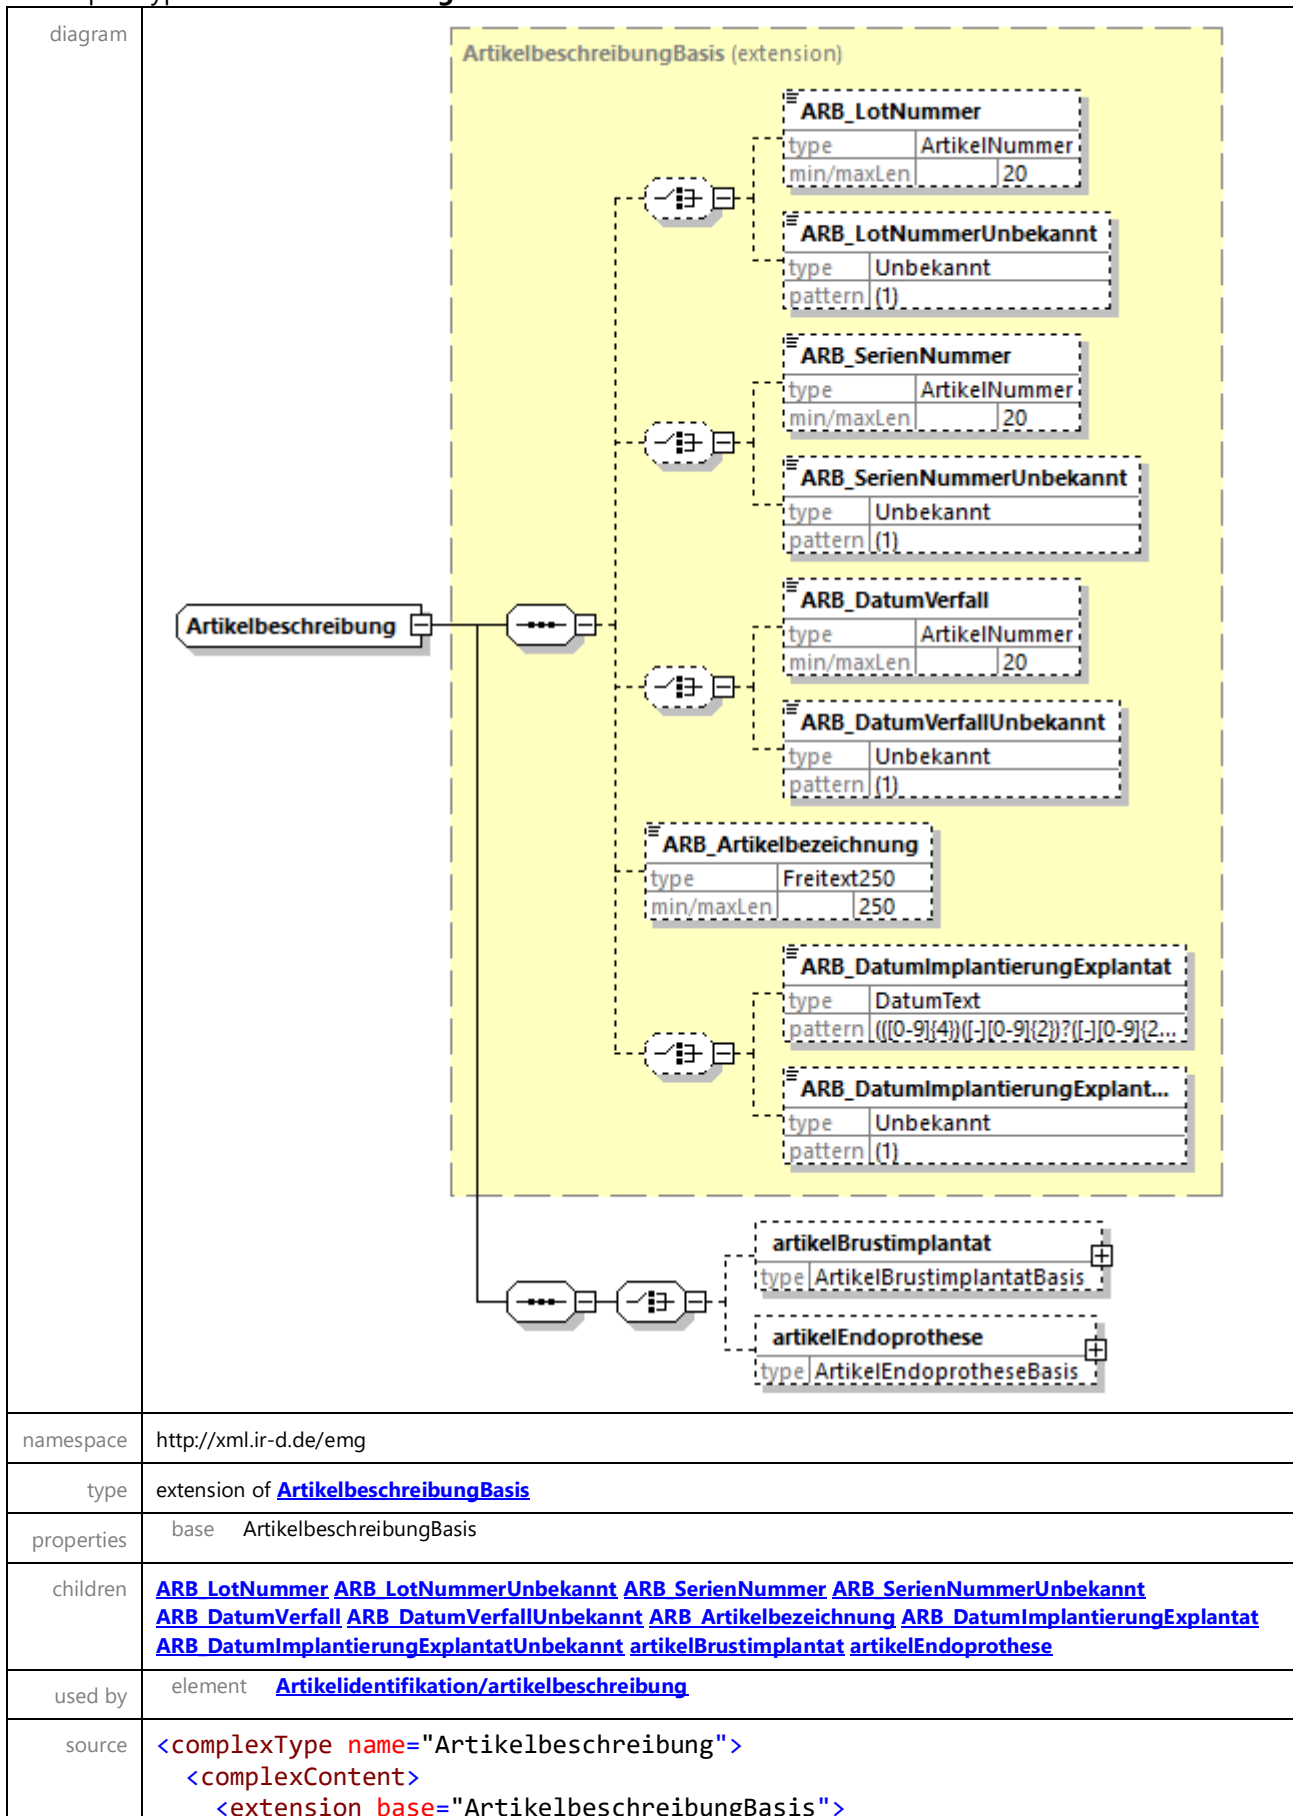 diagram
ArtikelbeschreibungBasis (extension)
ARB_LotNummer
type ArtikelNummer
min/maxLen 20
ARB_LotNummerUnbekannt
type Unbekannt
pattern (1)
ARB_SerienNummer
type ArtikelNummer
min/maxLen 20
ARB_SerienNummerUnbekannt
type Unbekannt
pattern (1)
ARB_DatumVerfall
type ArtikelNummer
min/maxLen 20
Artikelbeschreibung
ARB_DatumVerfallUnbekannt
type Unbekannt
pattern (1)
ARB_Artikelbezeichnung
type Freitext250
min/maxLen 250
ARB_DatumImplantierungExplantat
type DatumText
pattern (([0-9]{4})([-][0-9]{2})?([-][0-9]{2...
ARB_DatumImplantierungExplant...
type Unbekannt
pattern (1)
artikelBrustimplantat
type ArtikelBrustimplantatBasis
artikelEndoprothese
type ArtikelEndoprotheseBasis
namespace http://xml.ir-d.de/emg
type extension of ArtikelbeschreibungBasis
properties base ArtikelbeschreibungBasis
children ARB_LotNummer ARB_LotNummerUnbekannt ARB_SerienNummer ARB_SerienNummerUnbekannt
ARB_DatumVerfall ARB_DatumVerfallUnbekannt ARB_Artikelbezeichnung ARB_DatumImplantierungExplantat
ARB_DatumImplantierungExplantatUnbekannt artikelBrustimplantat artikelEndoprothese
used by element Artikelidentifikation/artikelbeschreibung
source <complexType name="Artikelbeschreibung">
<complexContent>
<extension base="ArtikelbeschreibungBasis">